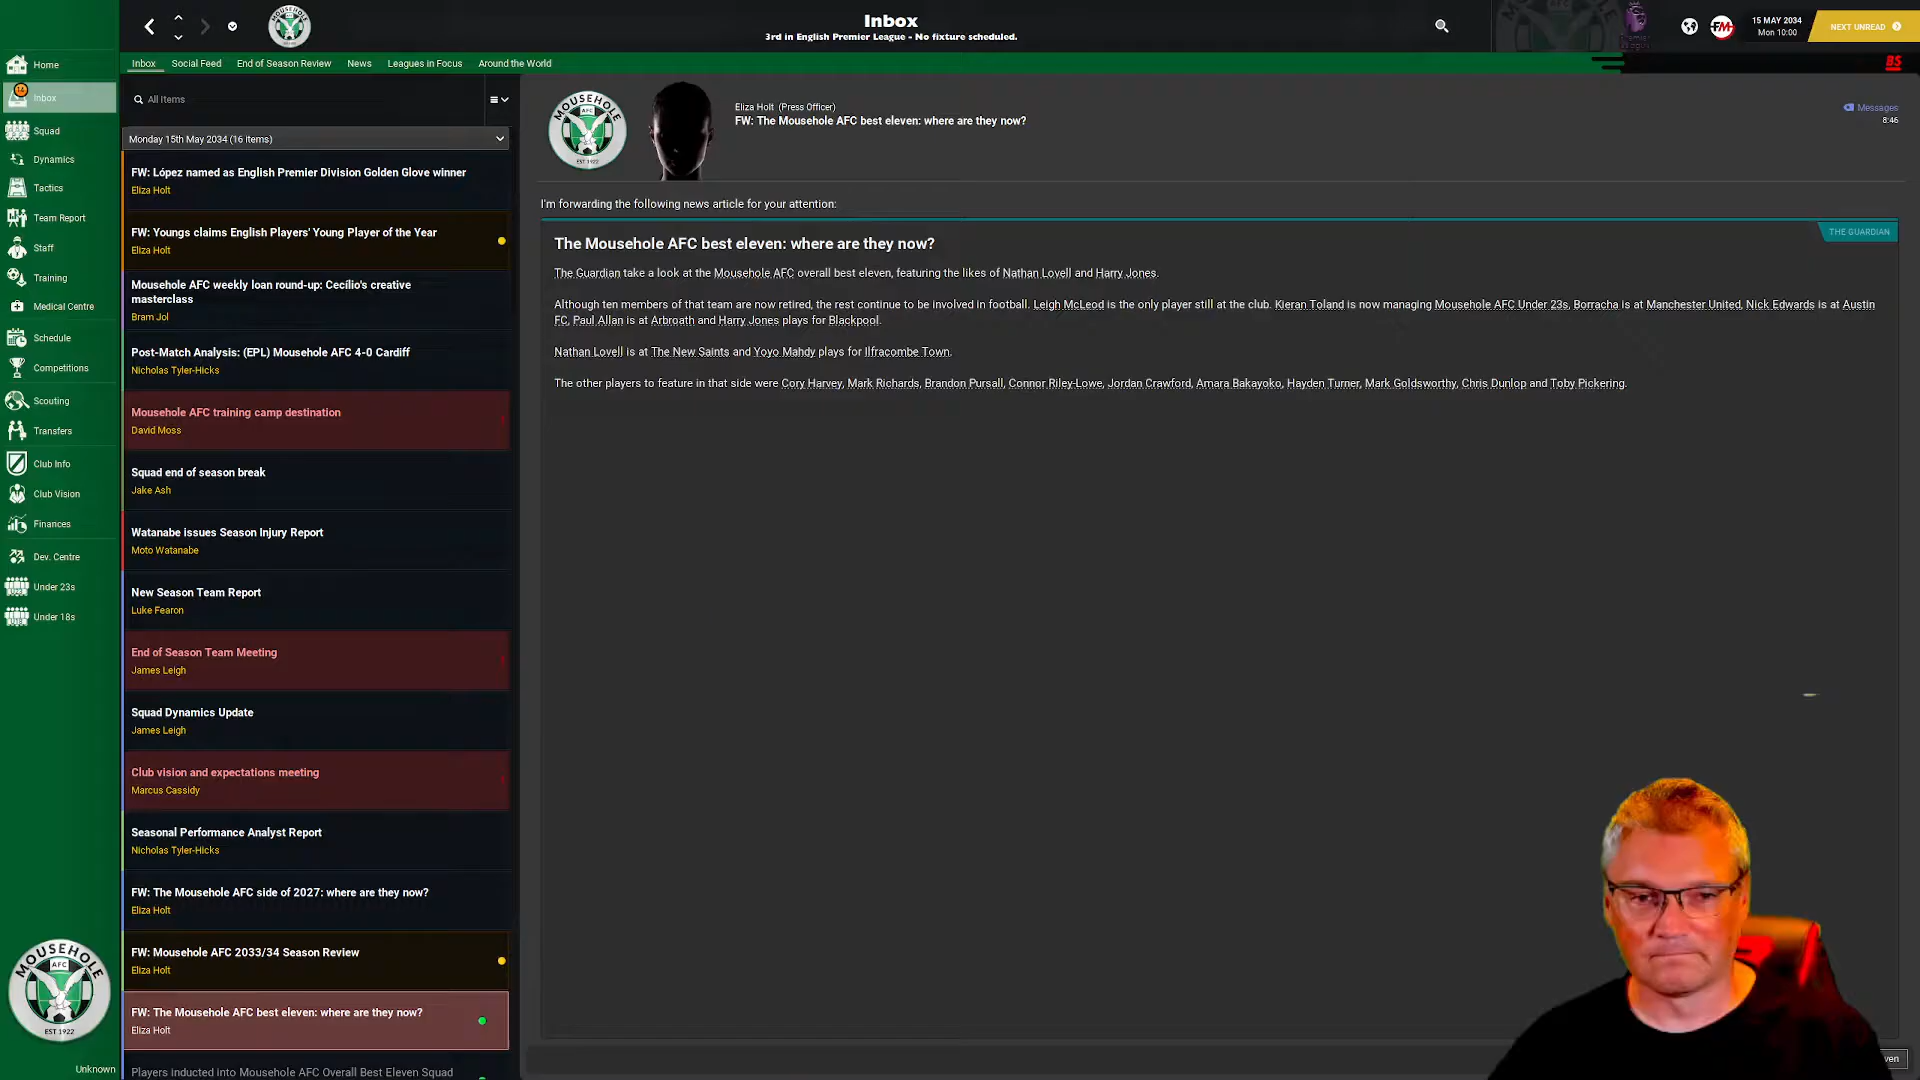 Inbox
3rd in English Premier League - No fixture scheduled.
15 MAY 2034
Mon 10:00
NEXT UNREAD
Inbox
Social Feed
End of Season Review
News
Leagues in Focus
Around the World
BS
Home
14
Inbox
Squad
Dynamics
Tactics
Team Report
Staff
Training
Medical Centre
Schedule
Competitions
Scouting
Transfers
Club Info
Club Vision
Finances
Dev. Centre
Under 23s
Under 18s
MOUSEHOLE
AFC
EST 1922
Unknown
All Items
Monday 15th May 2034 (16 items)
FW: López named as English Premier Division Golden Glove winner
Eliza Holt
FW: Youngs claims English Players' Young Player of the Year
Eliza Holt
Mousehole AFC weekly loan round-up: Cecílio's creative
masterclass
Bram Jol
Post-Match Analysis: (EPL) Mousehole AFC 4-0 Cardiff
Nicholas Tyler-Hicks
Mousehole AFC training camp destination
David Moss
Squad end of season break
Jake Ash
Watanabe issues Season Injury Report
Moto Watanabe
New Season Team Report
Luke Fearon
End of Season Team Meeting
James Leigh
Squad Dynamics Update
James Leigh
Club vision and expectations meeting
Marcus Cassidy
Seasonal Performance Analyst Report
Nicholas Tyler-Hicks
FW: The Mousehole AFC side of 2027: where are they now?
Eliza Holt
FW: Mousehole AFC 2033/34 Season Review
Eliza Holt
FW: The Mousehole AFC best eleven: where are they now?
Eliza Holt
Players inducted into Mousehole AFC Overall Best Eleven Squad
MOUSEHOLE
AFC
EST 1922
Eliza Holt (Press Officer)
FW: The Mousehole AFC best eleven: where are they now?
Messages
8:46
I'm forwarding the following news article for your attention:
THE GUARDIAN
The Mousehole AFC best eleven: where are they now?
The Guardian take a look at the Mousehole AFC overall best eleven, featuring the likes of Nathan Lovell and Harry Jones.
Although ten members of that team are now retired, the rest continue to be involved in football. Leigh McLeod is the only player still at the club. Kieran Toland is now managing Mousehole AFC Under 23s, Borracha is at Manchester United, Nick Edwards is at Austin
FC, Paul Allan is at Arbroath and Harry Jones plays for Blackpool.
Nathan Lovell is at The New Saints and Yoyo Mahdy plays for Ilfracombe Town.
The other players to feature in that side were Cory Harvey, Mark Richards, Brandon Pursall, Connor Riley-Lowe, Jordan Crawford, Amara Bakayoko, Hayden Turner, Mark Goldsworthy, Chris Dunlop and Toby Pickering.